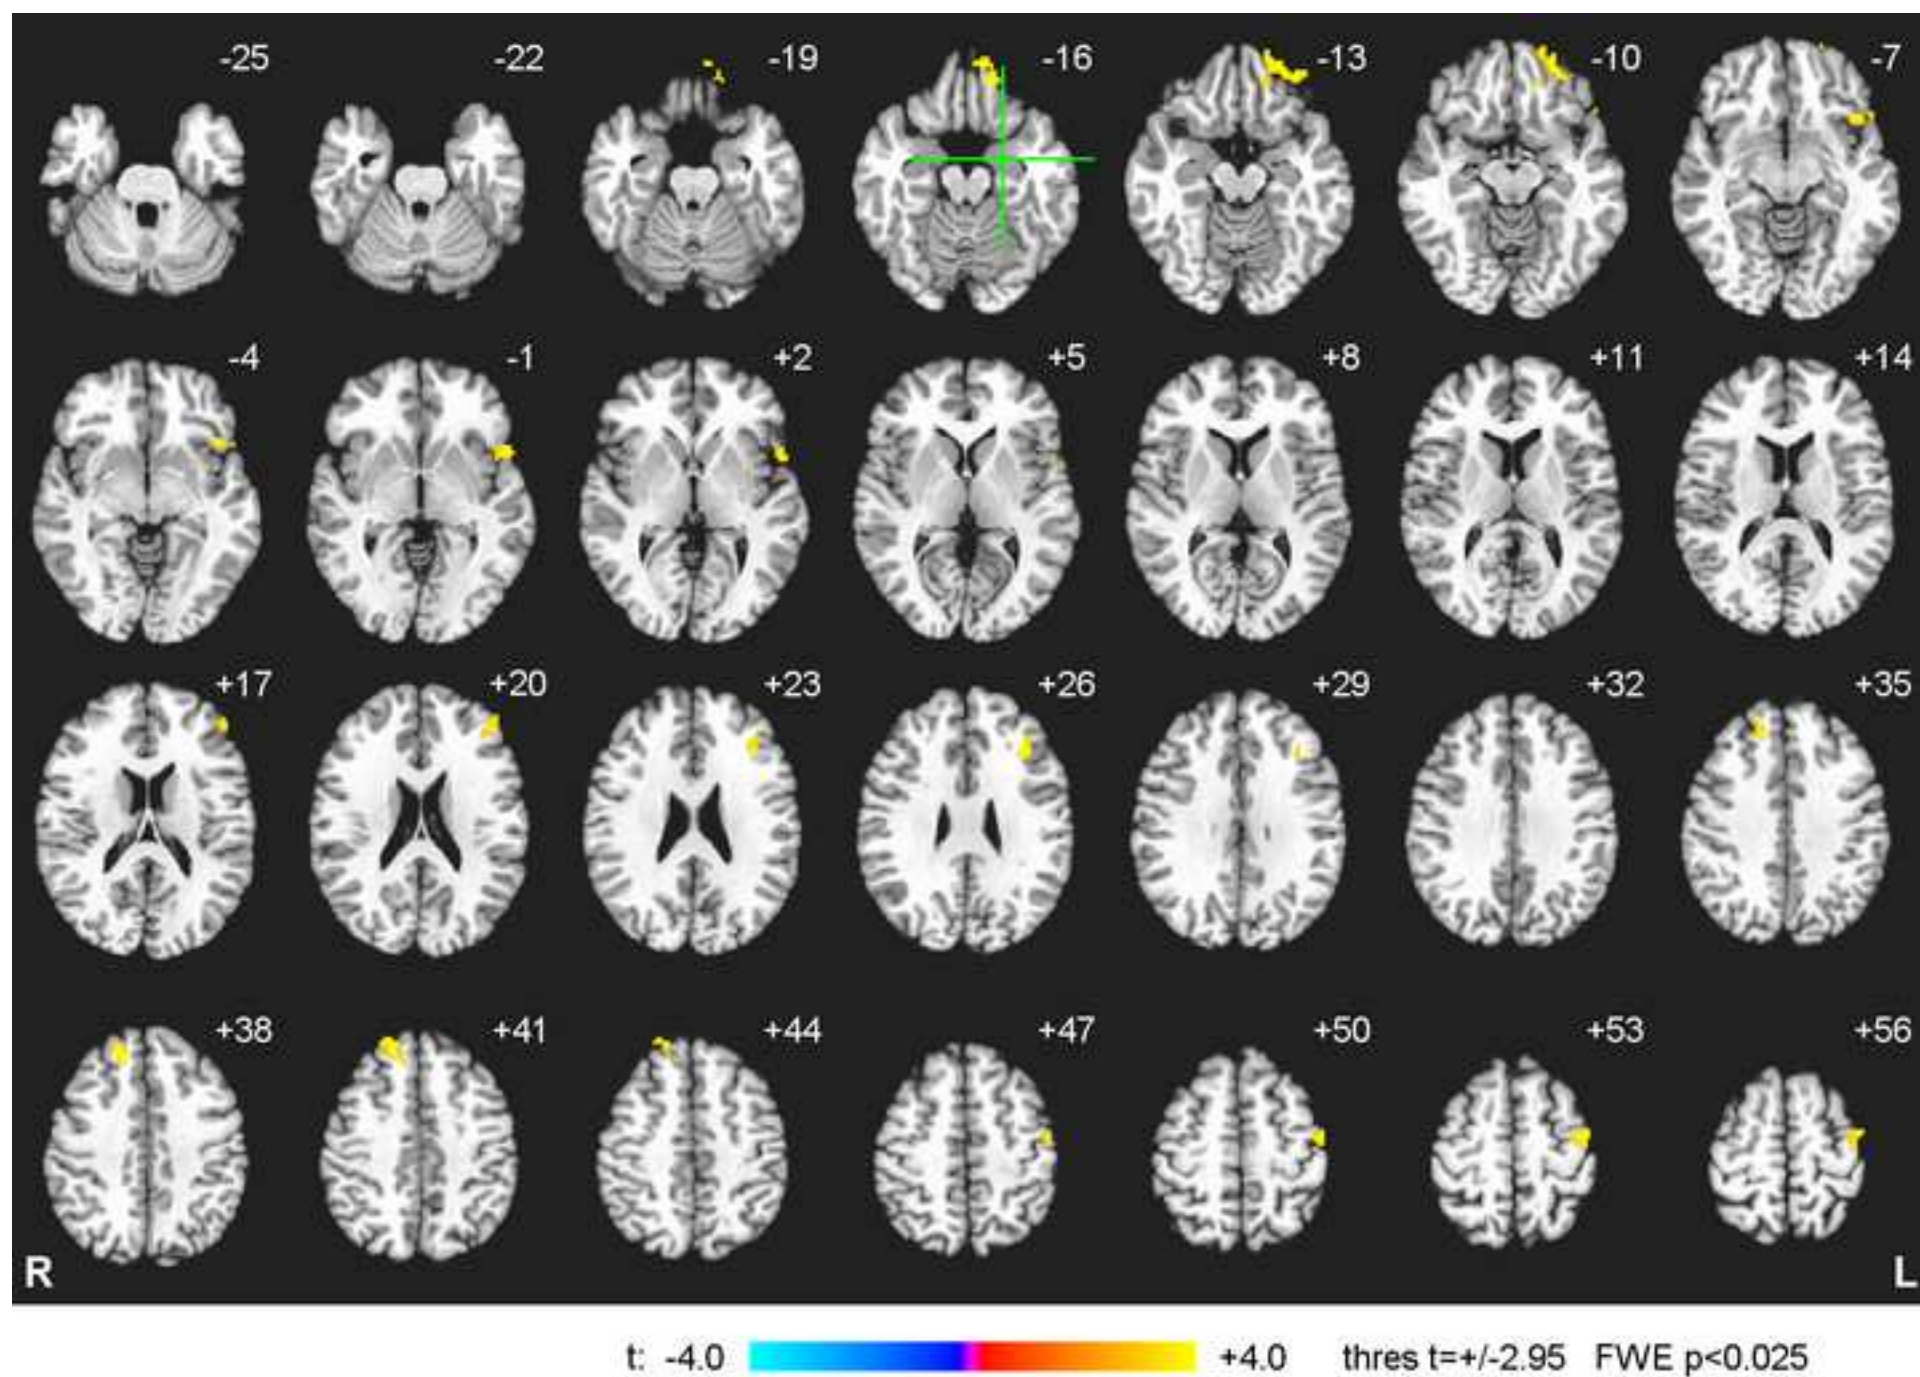 -25 -22 -19 -16 -13 -10 -7
-4 -1 +2 +5 +8 +11 +14
+17 +20 +23 +26 +29 +32 +35
+38 +41 +44 +47 +50 +53 +56
R L
t: -4.0 +4.0 thres t=+/-2.95 FWE p<0.025